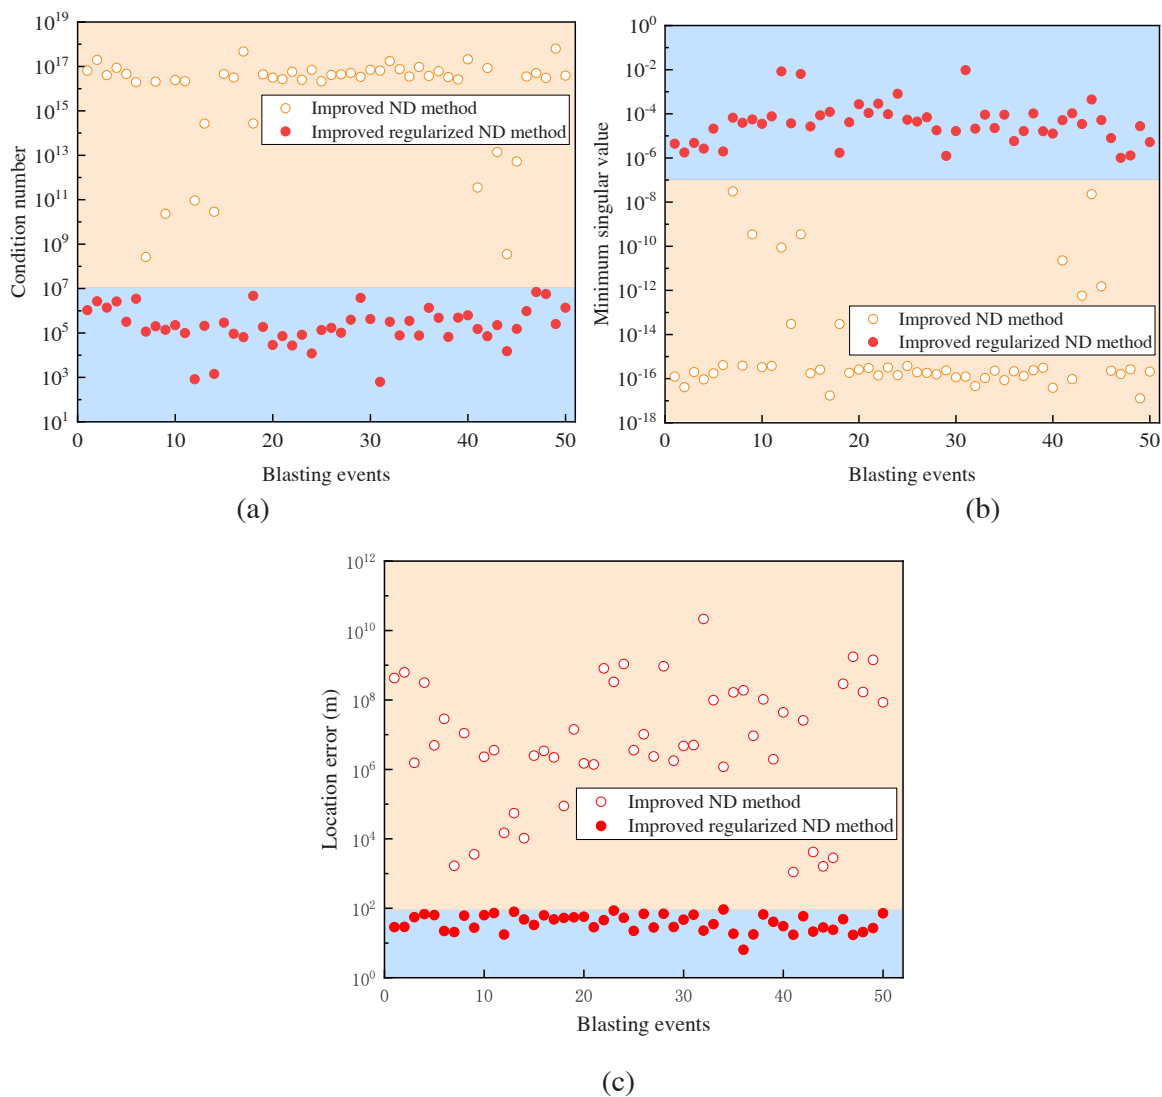 10^19
10^17
10^15
10^13
10^11
10^9
10^7
10^5
10^3
10^1
Condition number
Improved ND method
Improved regularized ND method
0 10 20 30 40 50
Blasting events
(a)
10^0
10^-2
10^-4
10^-6
10^-8
10^-10
10^-12
10^-14
10^-16
10^-18
Minimum singular value
Improved ND method
Improved regularized ND method
0 10 20 30 40 50
Blasting events
(b)
10^12
10^10
10^8
10^6
10^4
10^2
10^0
Location error (m)
Improved ND method
Improved regularized ND method
0 10 20 30 40 50
Blasting events
(c)